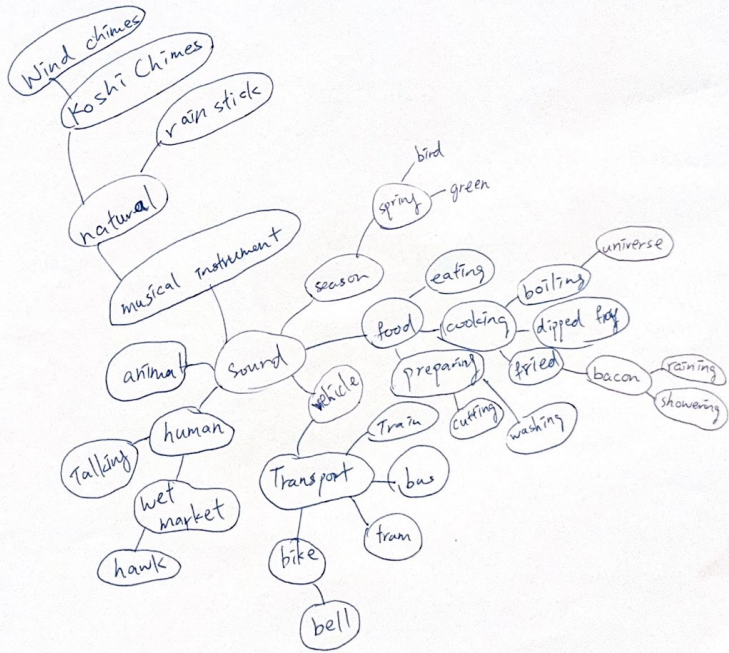 Wind chimes
Koshi Chimes
rain stick
natural
musical instrument
bird
spring
green
season
universe
eating
boiling
food
cooking
dipped fry
sound
animal
preparing
fried
bacon
raining
showering
vehicle
cutting
washing
human
Train
Talking
Transport
bus
wet
market
tram
hawk
bike
bell